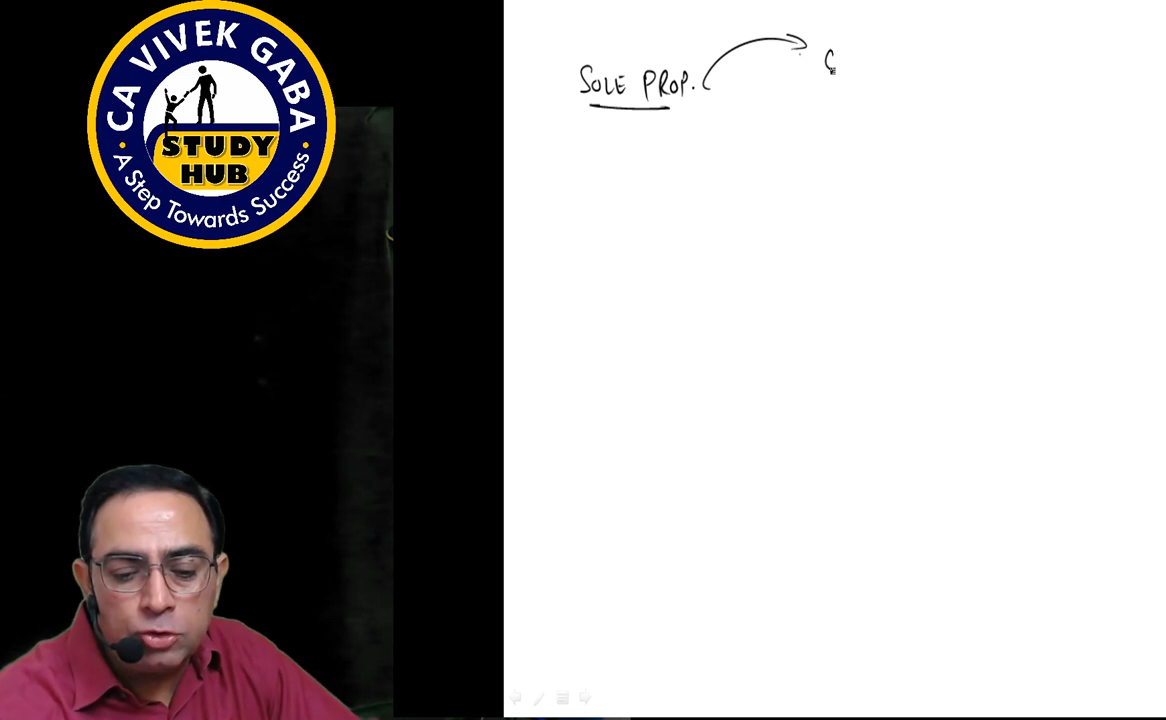 CA VIVEK GABA
STUDY
HUB
• A Step Towards Success •
SOLE PROP.